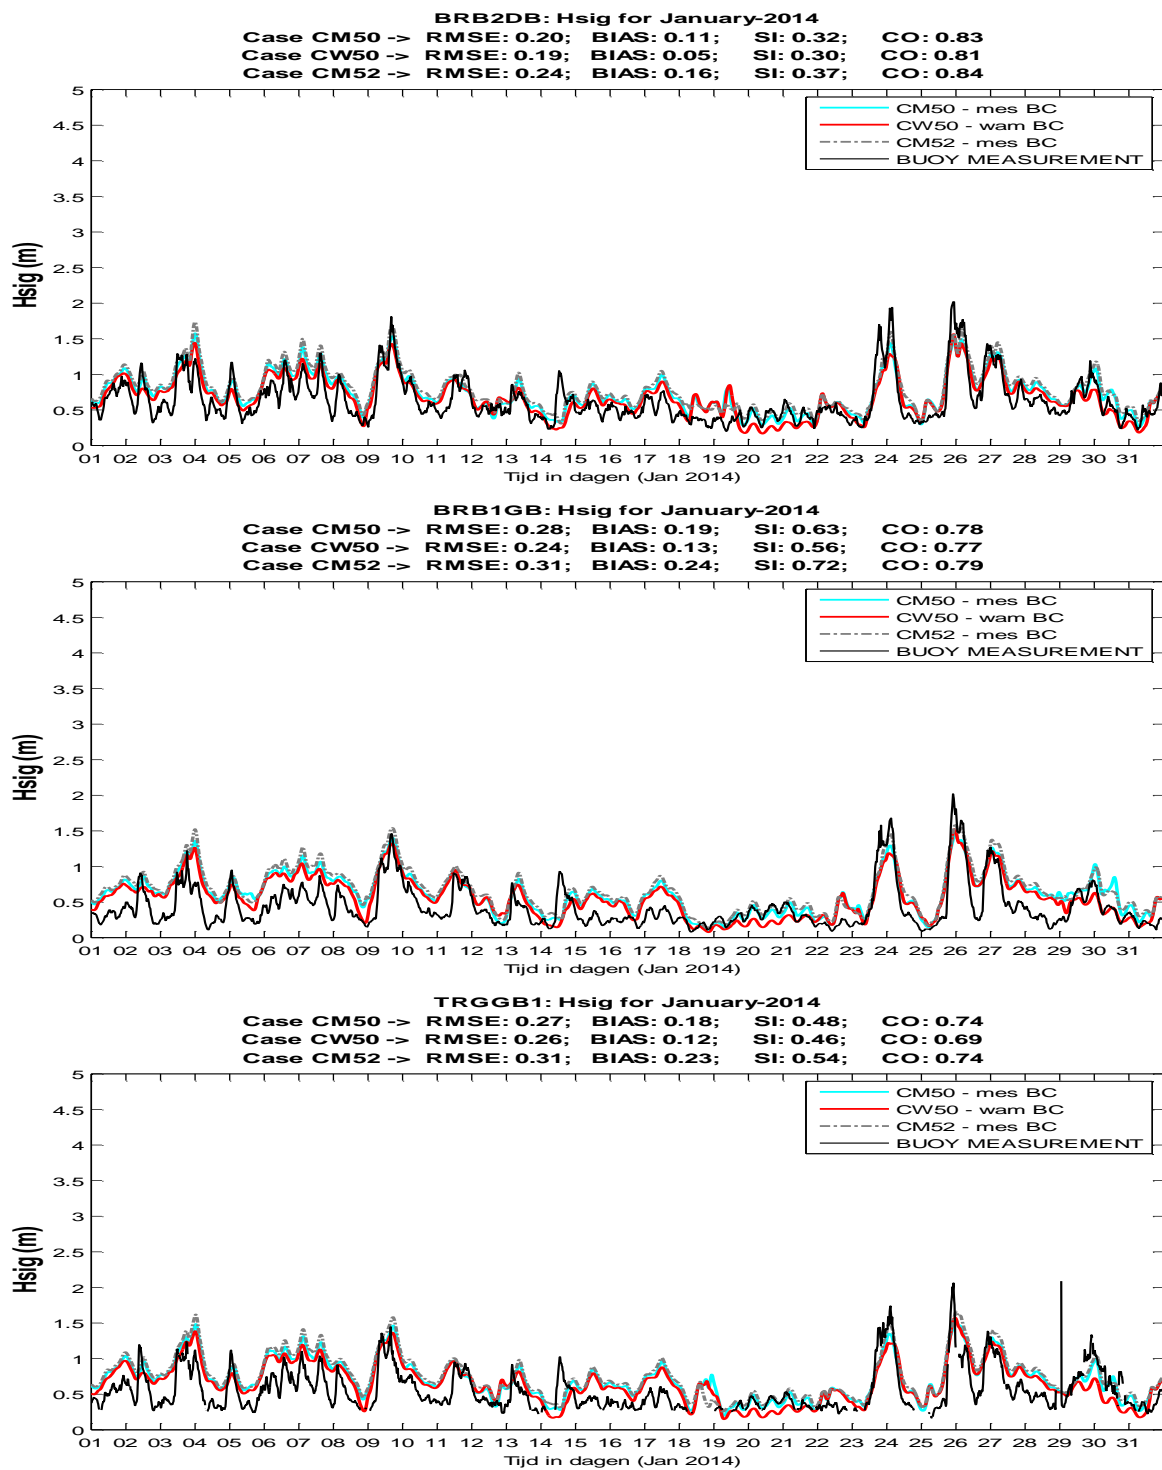 BRB2DB: Hsig for January-2014
Case CM50 -> RMSE: 0.20; BIAS: 0.11; SI: 0.32; CO: 0.83
Case CW50 -> RMSE: 0.19; BIAS: 0.05; SI: 0.30; CO: 0.81
Case CM52 -> RMSE: 0.24; BIAS: 0.16; SI: 0.37; CO: 0.84
5
4.5
4
3.5
3
2.5
2
1.5
1
0.5
0
Hsig (m)
CM50 - mes BC
CW50 - wam BC
CM52 - mes BC
BUOY MEASUREMENT
01 02 03 04 05 06 07 08 09 10 11 12 13 14 15 16 17 18 19 20 21 22 23 24 25 26 27 28 29 30 31
Tijd in dagen (Jan 2014)
BRB1GB: Hsig for January-2014
Case CM50 -> RMSE: 0.28; BIAS: 0.19; SI: 0.63; CO: 0.78
Case CW50 -> RMSE: 0.24; BIAS: 0.13; SI: 0.56; CO: 0.77
Case CM52 -> RMSE: 0.31; BIAS: 0.24; SI: 0.72; CO: 0.79
5
4.5
4
3.5
3
2.5
2
1.5
1
0.5
0
Hsig (m)
CM50 - mes BC
CW50 - wam BC
CM52 - mes BC
BUOY MEASUREMENT
01 02 03 04 05 06 07 08 09 10 11 12 13 14 15 16 17 18 19 20 21 22 23 24 25 26 27 28 29 30 31
Tijd in dagen (Jan 2014)
TRGGB1: Hsig for January-2014
Case CM50 -> RMSE: 0.27; BIAS: 0.18; SI: 0.48; CO: 0.74
Case CW50 -> RMSE: 0.26; BIAS: 0.12; SI: 0.46; CO: 0.69
Case CM52 -> RMSE: 0.31; BIAS: 0.23; SI: 0.54; CO: 0.74
5
4.5
4
3.5
3
2.5
2
1.5
1
0.5
0
Hsig (m)
CM50 - mes BC
CW50 - wam BC
CM52 - mes BC
BUOY MEASUREMENT
01 02 03 04 05 06 07 08 09 10 11 12 13 14 15 16 17 18 19 20 21 22 23 24 25 26 27 28 29 30 31
Tijd in dagen (Jan 2014)